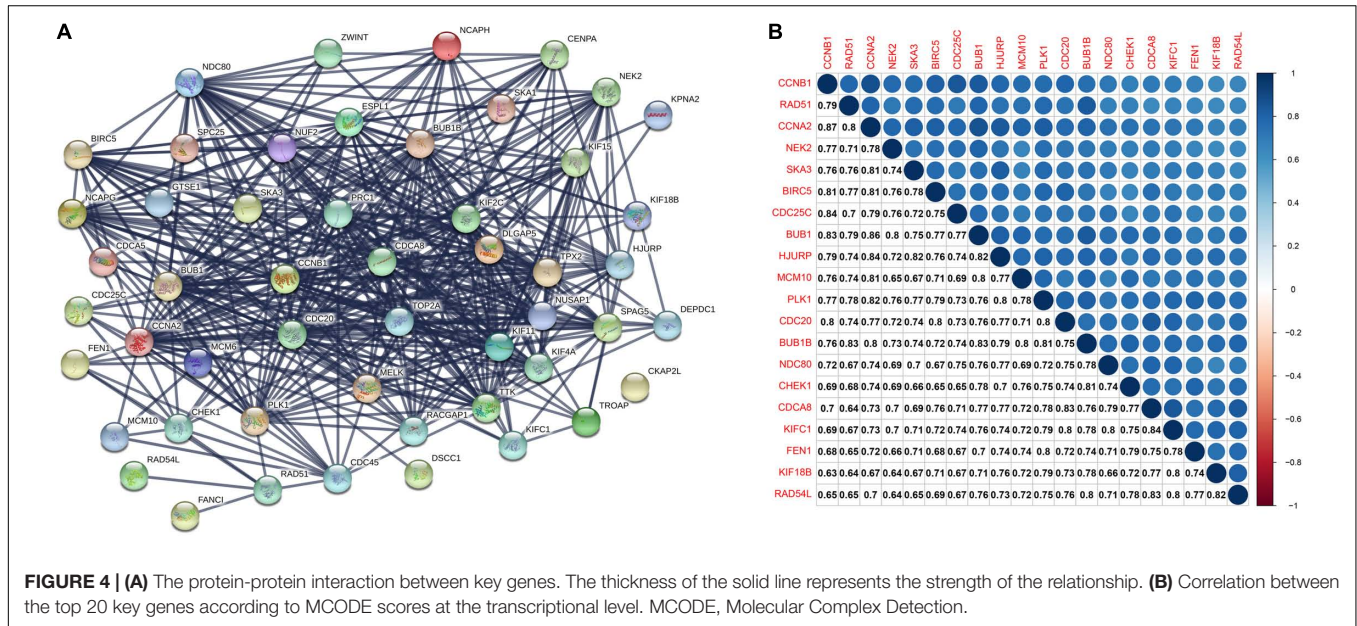 A
B
ZWINT
NCAPH
CENPA
NDC80
NEK2
SKA1
KPNA2
ESPL1
BUB1B
BIRC5
SPC25
NUF2
KIF15
GTSE1
SKA3
NCAPG
PRC1
KIF2C
KIF18B
DLGAP5
CDCA5
CDCA8
HJURP
TPX2
BUB1
CCNB1
NUSAP1
CDC25C
TOP2A
SPAG5
DEPDC1
CCNA2
CDC20
KIF11
FEN1
MCM6
KIF4A
MELK
CKAP2L
TTK
PLK1
TROAP
MCM10
CHEK1
RACGAP1
KIFC1
RAD54L
CDC45
DSCC1
RAD51
FANCI
CCNB1 RAD51 CCNA2 NEK2 SKA3 BIRC5 CDC25C BUB1 HJURP MCM10 PLK1 CDC20 BUB1B NDC80 CHEK1 CDCA8 KIFC1 FEN1 KIF18B RAD54L
CCNB1
RAD51 0.79
CCNA2 0.87 0.8
NEK2 0.77 0.71 0.78
SKA3 0.76 0.76 0.81 0.74
BIRC5 0.81 0.77 0.81 0.76 0.78
CDC25C 0.84 0.7 0.79 0.76 0.72 0.75
BUB1 0.83 0.79 0.86 0.8 0.75 0.77 0.77
HJURP 0.79 0.74 0.84 0.72 0.82 0.76 0.74 0.82
MCM10 0.76 0.74 0.81 0.65 0.67 0.71 0.69 0.8 0.77
PLK1 0.77 0.78 0.82 0.76 0.77 0.79 0.73 0.76 0.8 0.78
CDC20 0.8 0.74 0.77 0.72 0.74 0.8 0.73 0.76 0.77 0.71 0.8
BUB1B 0.76 0.83 0.8 0.73 0.74 0.72 0.74 0.83 0.79 0.8 0.81 0.75
NDC80 0.72 0.67 0.74 0.69 0.7 0.67 0.75 0.76 0.77 0.69 0.72 0.75 0.78
CHEK1 0.69 0.68 0.74 0.69 0.66 0.65 0.65 0.78 0.7 0.76 0.75 0.74 0.81 0.74
CDCA8 0.7 0.64 0.73 0.7 0.69 0.76 0.71 0.77 0.77 0.72 0.78 0.83 0.76 0.79 0.77
KIFC1 0.69 0.67 0.73 0.7 0.71 0.72 0.74 0.76 0.74 0.72 0.79 0.8 0.78 0.8 0.75 0.84
FEN1 0.68 0.65 0.72 0.66 0.71 0.68 0.67 0.7 0.74 0.74 0.8 0.72 0.74 0.71 0.79 0.75 0.78
KIF18B 0.63 0.64 0.67 0.64 0.67 0.71 0.67 0.71 0.76 0.72 0.79 0.73 0.78 0.66 0.72 0.77 0.8 0.74
RAD54L 0.65 0.65 0.7 0.64 0.65 0.69 0.67 0.76 0.73 0.72 0.75 0.76 0.8 0.71 0.78 0.83 0.8 0.77 0.82
1
0.8
0.6
0.4
0.2
0
−0.2
−0.4
−0.6
−0.8
−1
FIGURE 4 | (A) The protein-protein interaction between key genes. The thickness of the solid line represents the strength of the relationship. (B) Correlation between
the top 20 key genes according to MCODE scores at the transcriptional level. MCODE, Molecular Complex Detection.